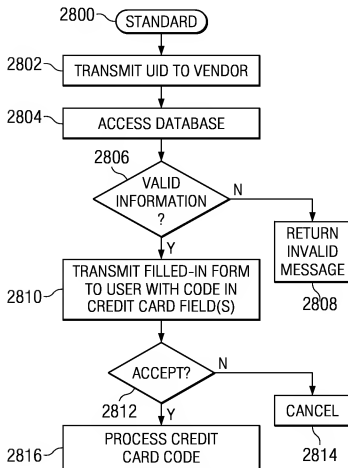 2800
STANDARD
2802
TRANSMIT UID TO VENDOR
2804
ACCESS DATABASE
2806
VALID
INFORMATION
?
N
Y
RETURN
INVALID
MESSAGE
2808
2810
TRANSMIT FILLED-IN FORM
TO USER WITH CODE IN
CREDIT CARD FIELD(S)
ACCEPT?
N
2812
Y
CANCEL
2814
2816
PROCESS CREDIT
CARD CODE